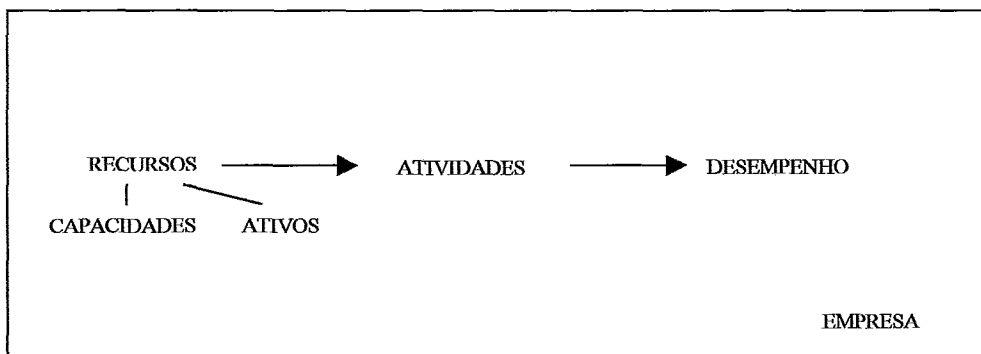 RECURSOS ATIVIDADES DESEMPENHO
CAPACIDADES ATIVOS
EMPRESA